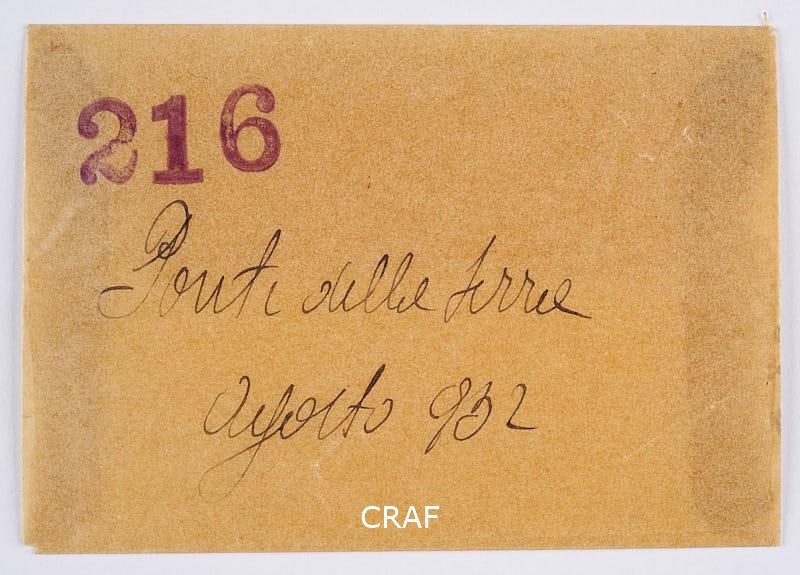 216
Ponte delle Serre
Agosto 932
CRAF